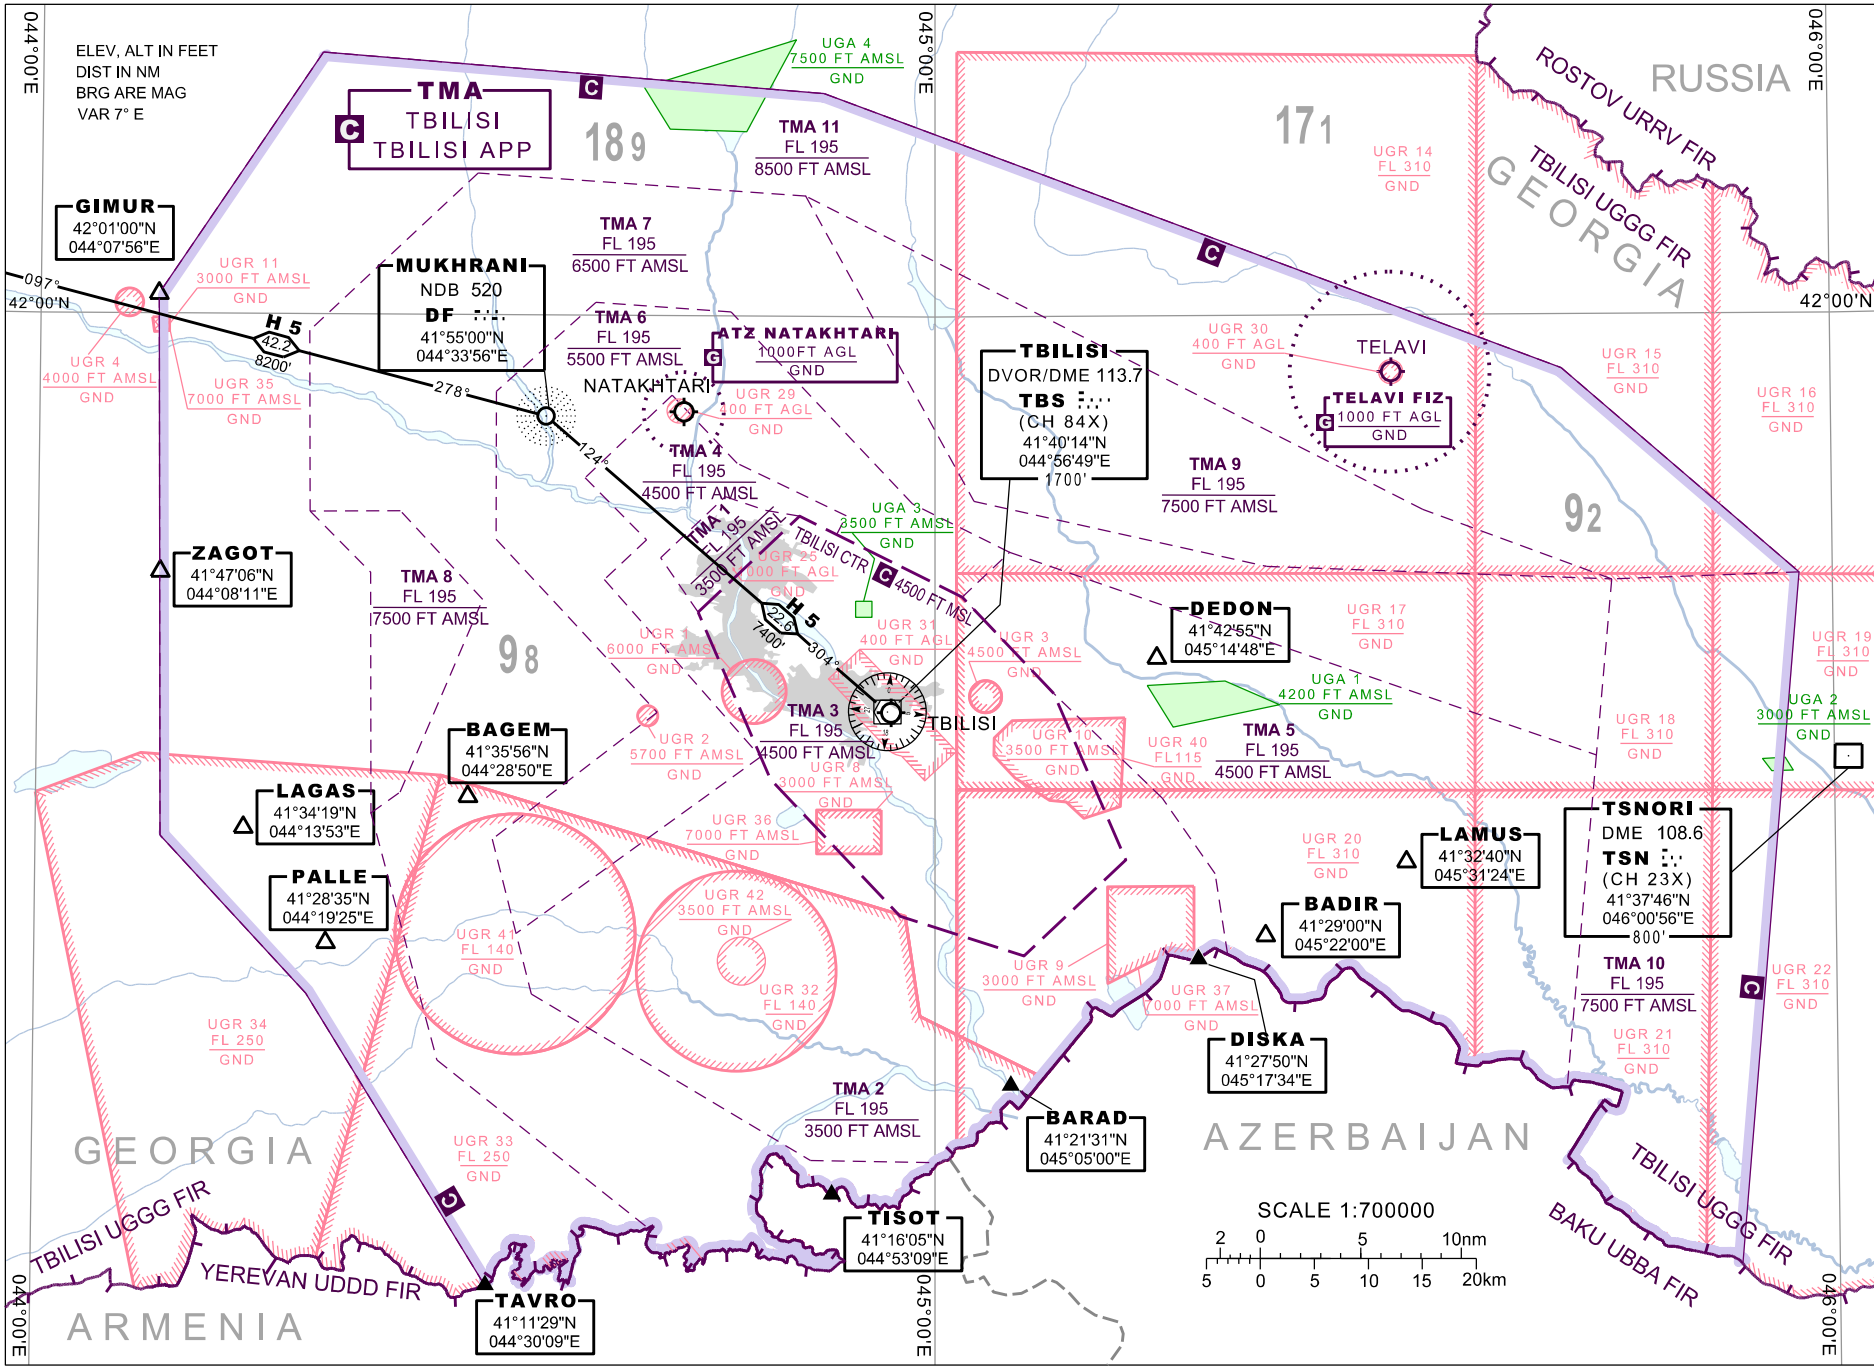 044°00'E
045°00'E
046°00'E
ELEV, ALT IN FEET
DIST IN NM
BRG ARE MAG
VAR 7° E
TMA
C
TBILISI
TBILISI APP
C
189
UGA 4
7500 FT AMSL
GND
TMA 11
FL 195
8500 FT AMSL
171
UGR 14
FL 310
GND
ROSTOV URRV FIR
TBILISI UGGG FIR
RUSSIA
GEORGIA
GIMUR
42°01'00"N
044°07'56"E
UGR 11
3000 FT AMSL
GND
TMA 7
FL 195
6500 FT AMSL
C
097°
42°00'N
42°00'N
H 5
42.2
8200'
278°
MUKHRANI
NDB 520
DF
41°55'00"N
044°33'56"E
TMA 6
FL 195
5500 FT AMSL
ATZ NATAKHTARI
G
1000FT AGL
GND
NATAKHTARI
UGR 29
400 FT AGL
GND
UGR 4
4000 FT AMSL
GND
UGR 35
7000 FT AMSL
GND
TBILISI
DVOR/DME 113.7
TBS
(CH 84X)
41°40'14"N
044°56'49"E
1700'
UGR 30
400 FT AGL
GND
TELAVI
TELAVI FIZ
G
1000 FT AGL
GND
UGR 15
FL 310
GND
UGR 16
FL 310
GND
124°
TMA 4
FL 195
4500 FT AMSL
TMA 9
FL 195
7500 FT AMSL
92
TMA 1
FL 195
3500 FT AMSL
UGA 3
3500 FT AMSL
GND
TBILISI CTR
C
4500 FT MSL
UGR 25
000 FT AGL
GND
ZAGOT
41°47'06"N
044°08'11"E
TMA 8
FL 195
7500 FT AMSL
98
H 5
22.6
7400'
304°
UGR 1
6000 FT AMSL
GND
UGR 31
400 FT AGL
GND
UGR 3
4500 FT AMSL
GND
DEDON
41°42'55"N
045°14'48"E
UGR 17
FL 310
GND
UGR 19
FL 310
GND
UGA 1
4200 FT AMSL
GND
UGA 2
3000 FT AMSL
GND
TBILISI
TMA 3
FL 195
4500 FT AMSL
UGR 2
5700 FT AMSL
GND
UGR 10
3500 FT AMSL
GND
UGR 40
FL115
GND
TMA 5
FL 195
4500 FT AMSL
UGR 18
FL 310
GND
BAGEM
41°35'56"N
044°28'50"E
UGR 8
3000 FT AMSL
GND
LAGAS
41°34'19"N
044°13'53"E
UGR 36
7000 FT AMSL
GND
UGR 20
FL 310
GND
LAMUS
41°32'40"N
045°31'24"E
TSNORI
DME 108.6
TSN
(CH 23X)
41°37'46"N
046°00'56"E
800'
PALLE
41°28'35"N
044°19'25"E
UGR 42
3500 FT AMSL
GND
BADIR
41°29'00"N
045°22'00"E
UGR 41
FL 140
GND
UGR 9
3000 FT AMSL
GND
UGR 37
7000 FT AMSL
GND
TMA 10
FL 195
7500 FT AMSL
C
UGR 22
FL 310
GND
UGR 32
FL 140
GND
UGR 34
FL 250
GND
DISKA
41°27'50"N
045°17'34"E
UGR 21
FL 310
GND
TMA 2
FL 195
3500 FT AMSL
BARAD
41°21'31"N
045°05'00"E
GEORGIA
UGR 33
FL 250
GND
AZERBAIJAN
C
TBILISI UGGG FIR
YEREVAN UDDD FIR
ARMENIA
TISOT
41°16'05"N
044°53'09"E
TAVRO
41°11'29"N
044°30'09"E
SCALE 1:700000
2 0 5 10nm
5 0 5 10 15 20km
TBILISI UGGG FIR
BAKU UBBA FIR
044°00'E
045°00'E
046°00'E